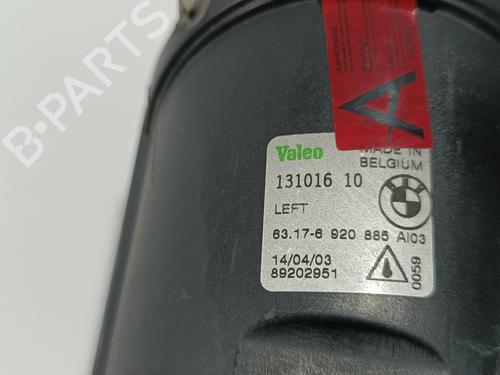 B-PARTS
A
Valeo
MADE IN
BELGIUM
131016 10
LEFT
63.17-6 920 885 AI03
14/04/03
89202951
0059
BMW